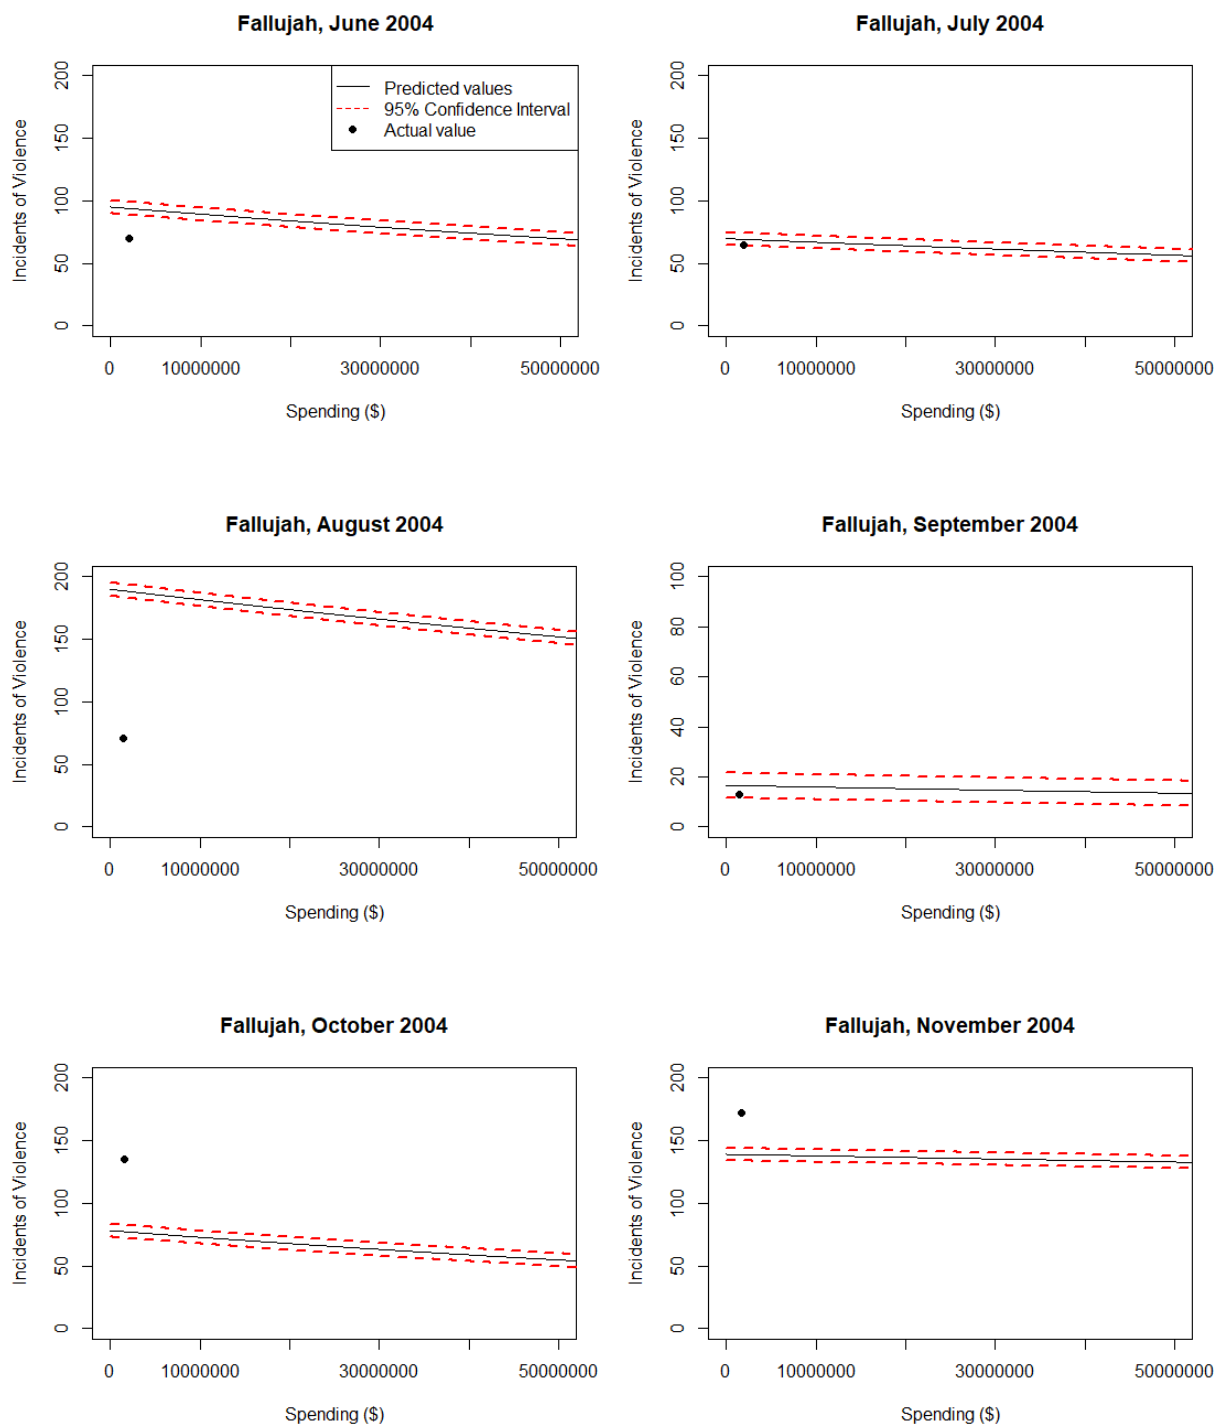 Fallujah, June 2004
Incidents of Violence
200
150
100
50
0
Predicted values
95% Confidence Interval
Actual value
0 10000000 30000000 50000000
Spending ($)
Fallujah, July 2004
Incidents of Violence
200
150
100
50
0
0 10000000 30000000 50000000
Spending ($)
Fallujah, August 2004
Incidents of Violence
200
150
100
50
0
0 10000000 30000000 50000000
Spending ($)
Fallujah, September 2004
Incidents of Violence
100
80
60
40
20
0
0 10000000 30000000 50000000
Spending ($)
Fallujah, October 2004
Incidents of Violence
200
150
100
50
0
0 10000000 30000000 50000000
Spending ($)
Fallujah, November 2004
Incidents of Violence
200
150
100
50
0
0 10000000 30000000 50000000
Spending ($)